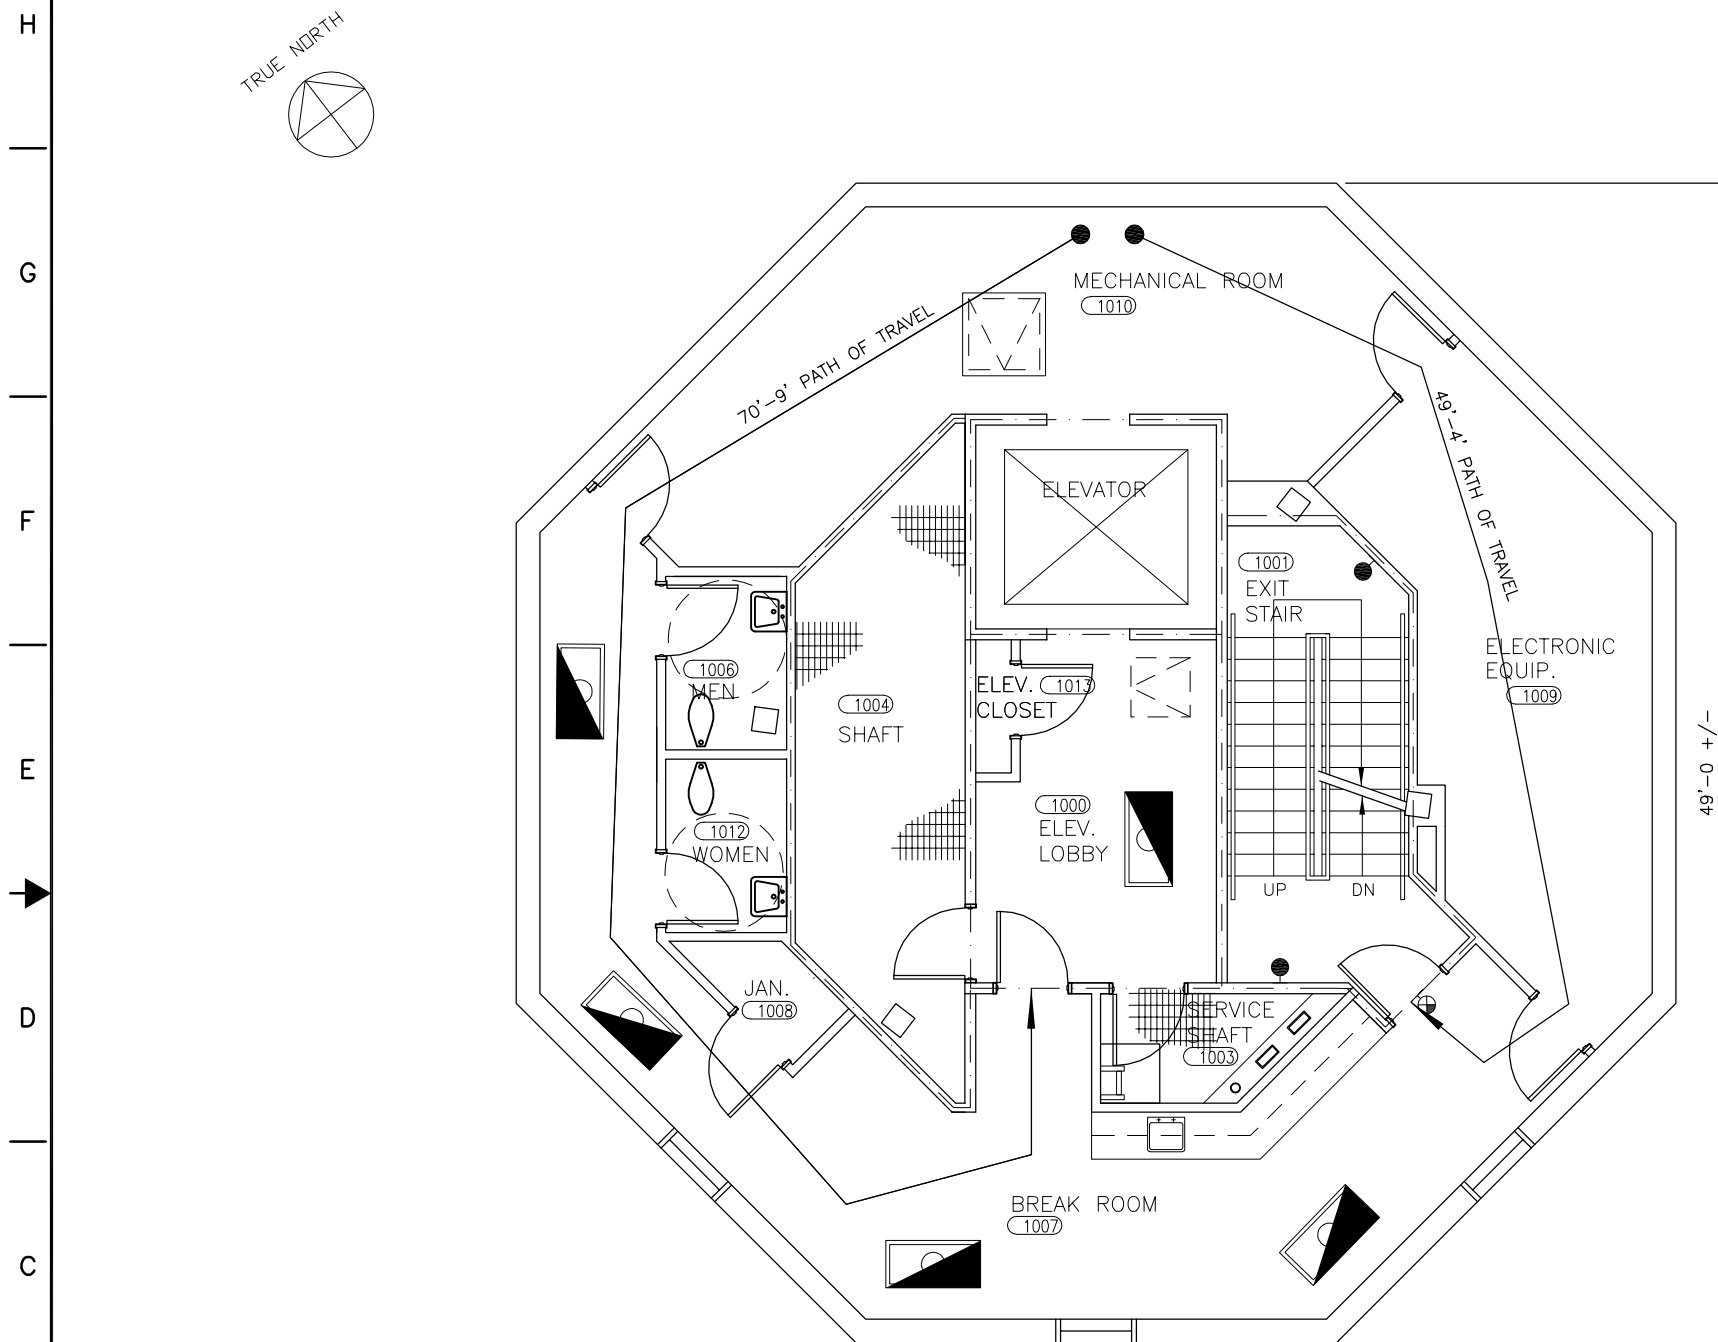 H
TRUE NORTH
G
MECHANICAL ROOM
1010
70'-9' PATH OF TRAVEL
49'-4' PATH OF TRAVEL
F
ELEVATOR
1001
EXIT
STAIR
ELECTRONIC
EQUIP.
1009
1006
MEN
ELEV.
1013
CLOSET
1004
SHAFT
49'-0 +/-
E
1000
ELEV.
LOBBY
1012
WOMEN
UP
DN
JAN.
1008
D
SERVICE
SHAFT
1003
BREAK ROOM
1007
C